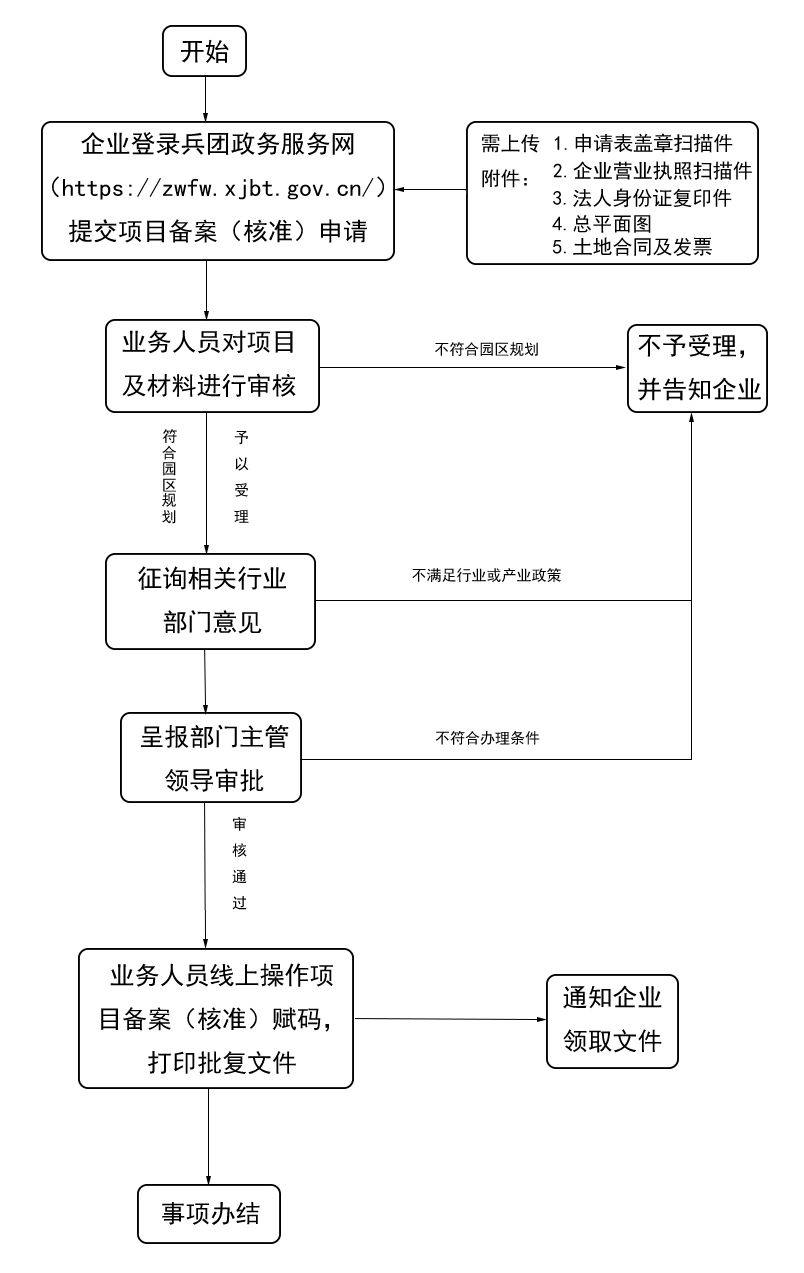 开始
企业登录兵团政务服务网
（https://zwfw.xjbt.gov.cn/）
提交项目备案（核准）申请
需上传
附件：
1.申请表盖章扫描件
2.企业营业执照扫描件
3.法人身份证复印件
4.总平面图
5.土地合同及发票
业务人员对项目
及材料进行审核
不符合园区规划
不予受理，
并告知企业
符合园区规划
予以受理
征询相关行业
部门意见
不满足行业或产业政策
呈报部门主管
领导审批
不符合办理条件
审核通过
业务人员线上操作项
目备案（核准）赋码，
打印批复文件
通知企业
领取文件
事项办结